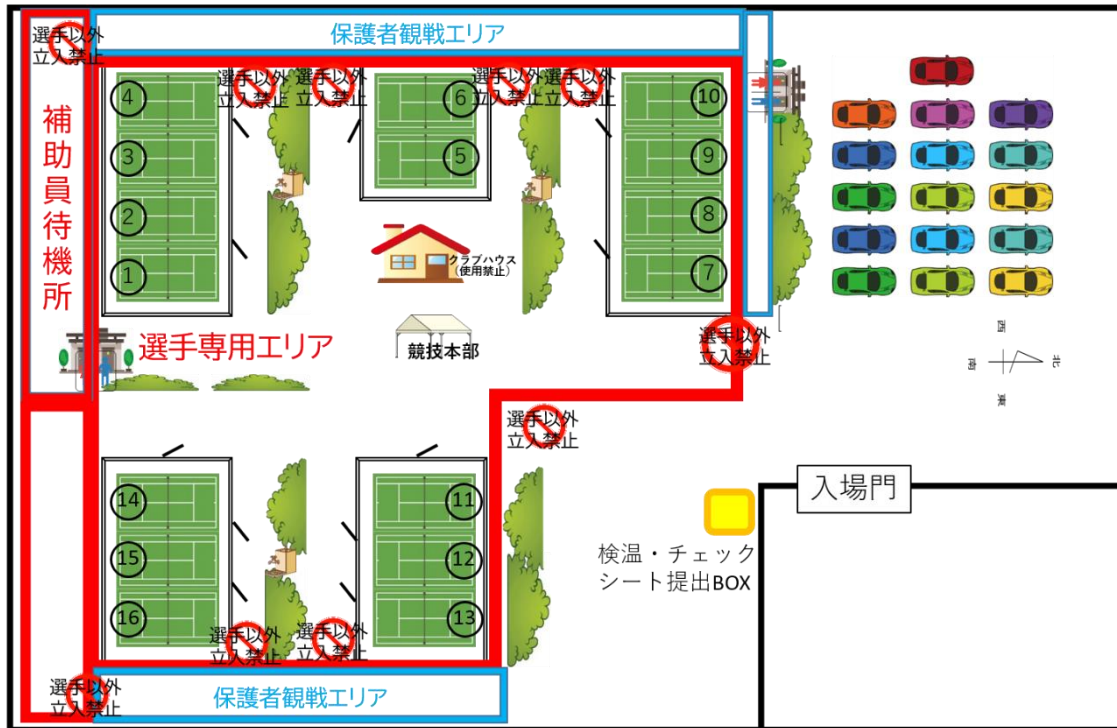 選手以外
立入禁止
保護者観戦エリア
補助員待機所
4
3
2
1
選手以外
立入禁止
選手以外
立入禁止
6
5
選手以外
立入禁止
選手以外
立入禁止
10
9
8
7
クラブハウス
(使用禁止)
選手専用エリア
競技本部
選手以外
立入禁止
西
北
南
東
選手以外
立入禁止
入場門
検温・チェック
シート提出BOX
14
15
16
11
12
13
選手以外
立入禁止
選手以外
立入禁止
選手以外
立入禁止
保護者観戦エリア